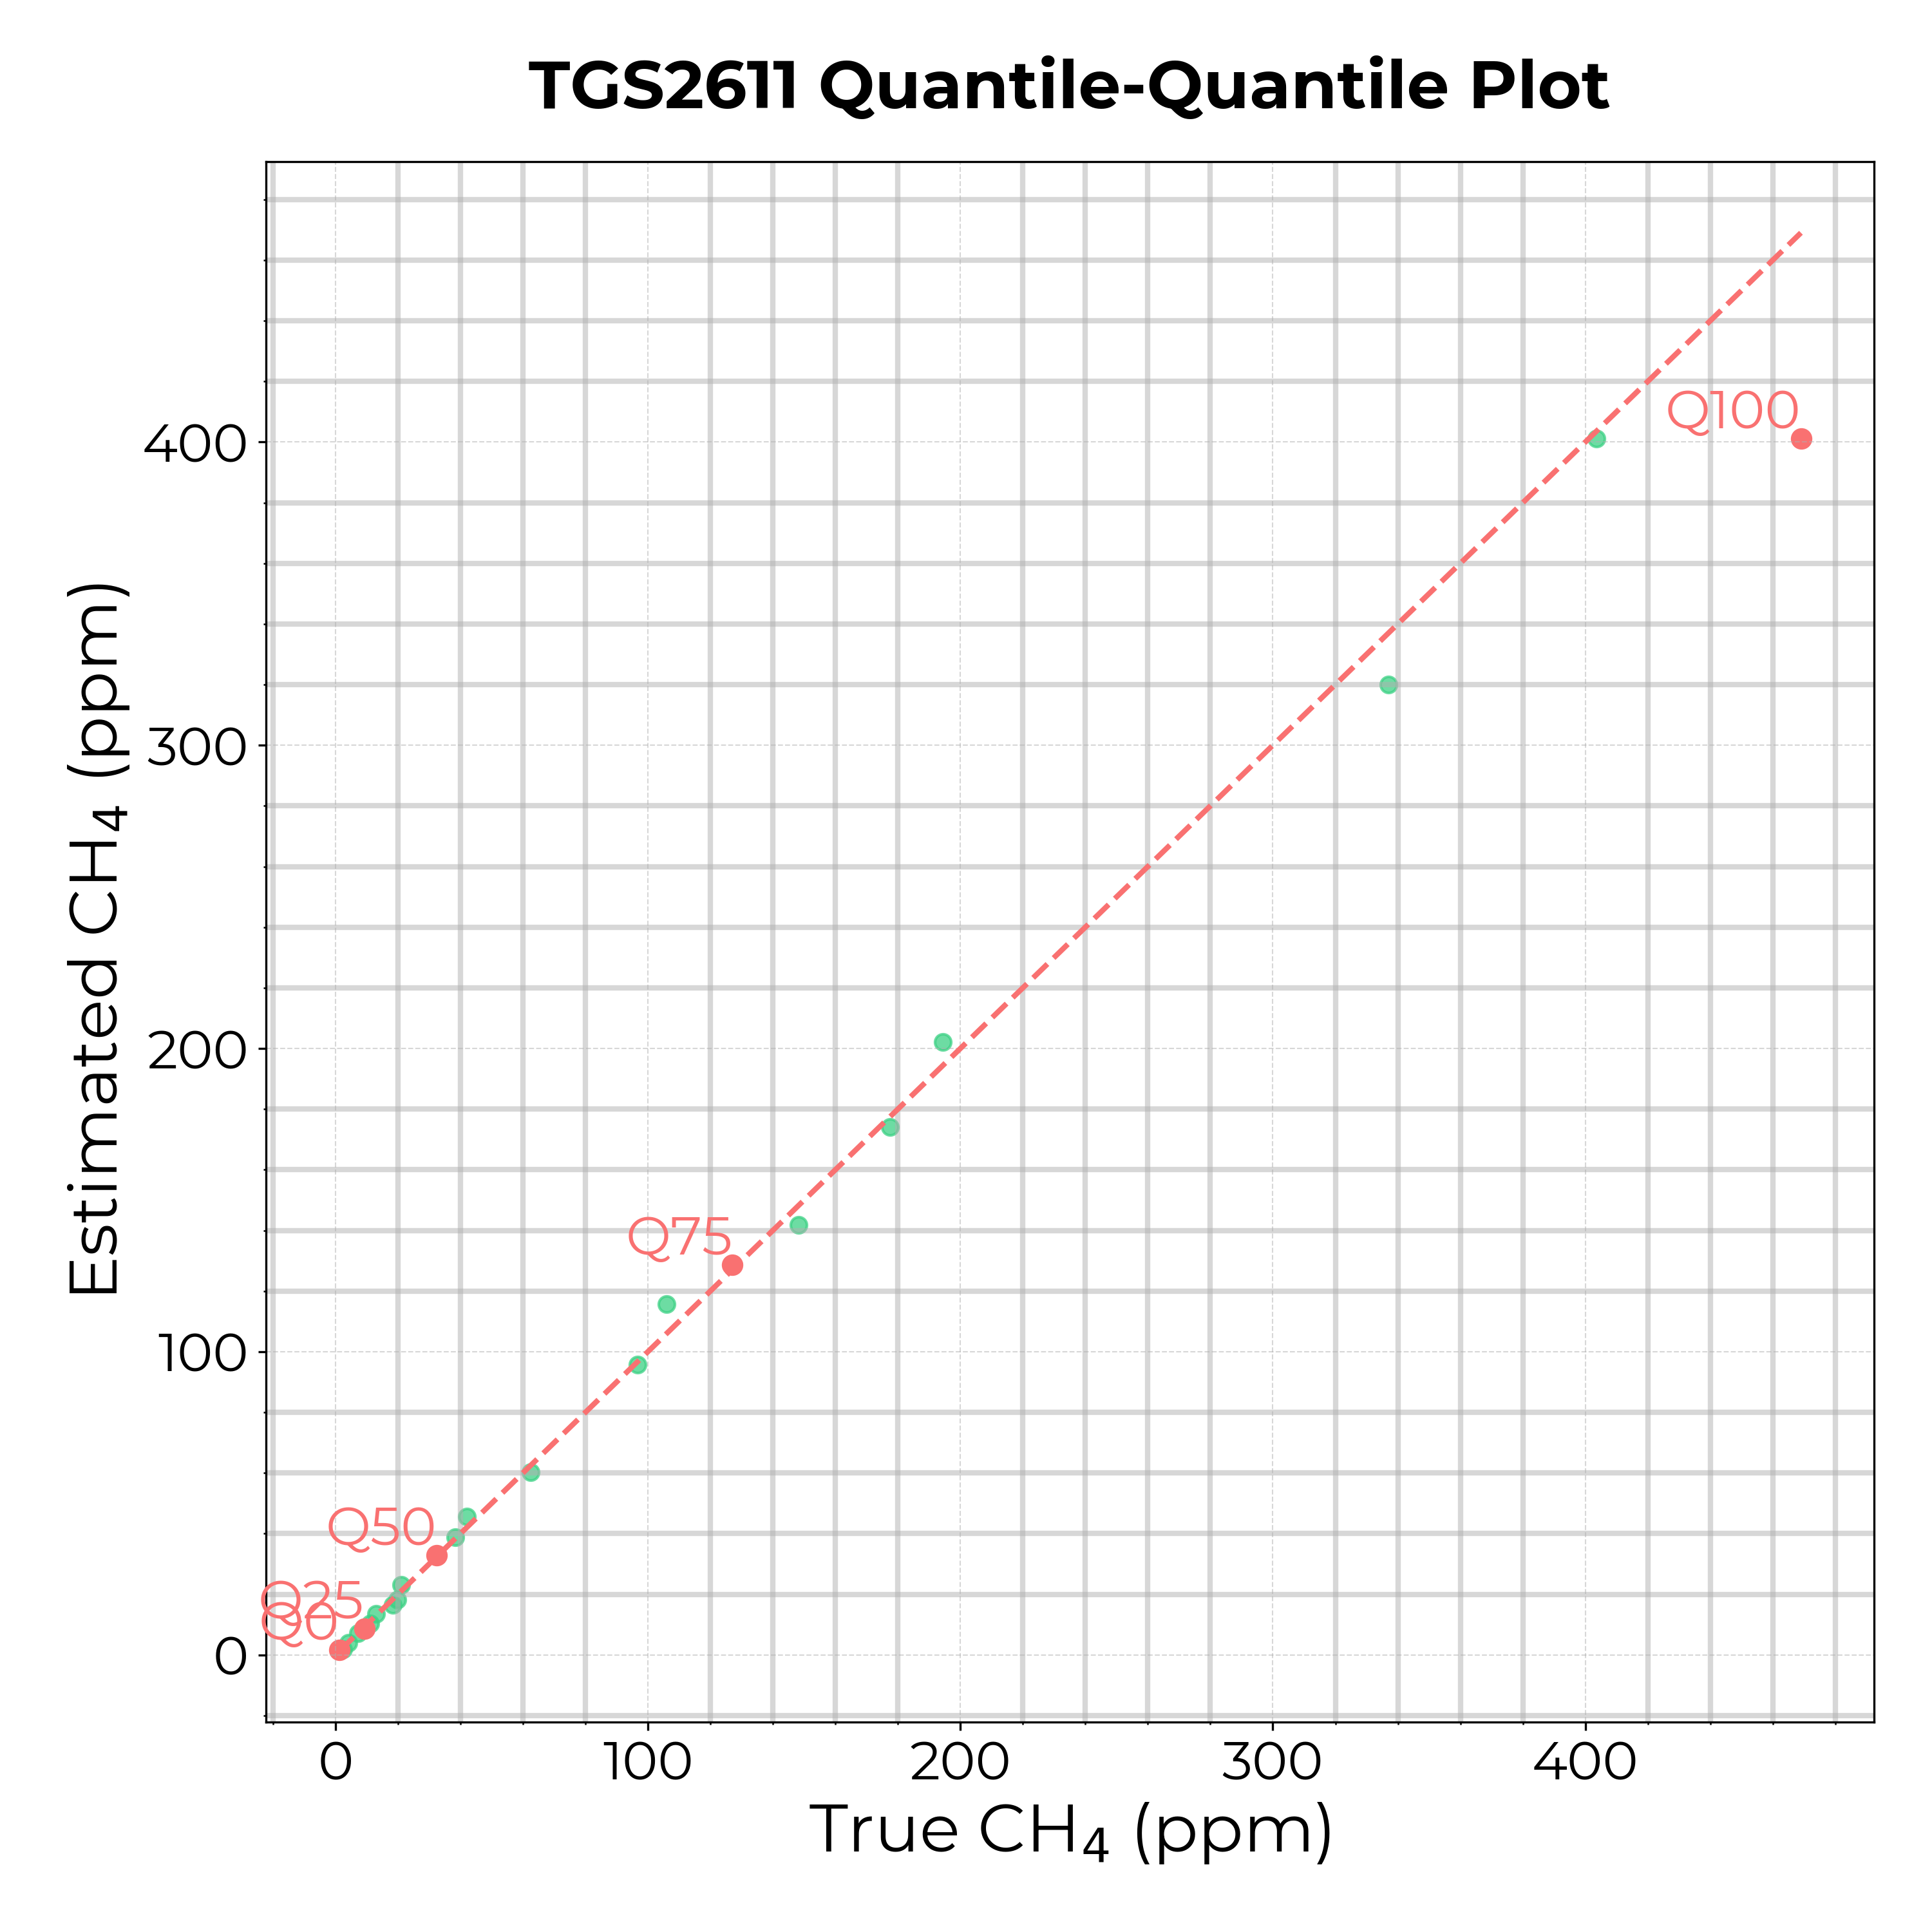 TGS2611 Quantile-Quantile Plot
Estimated CH₄ (ppm)
400
300
200
100
0
Q100
Q75
Q50
Q25
Q0
0
100
200
300
400
True CH₄ (ppm)